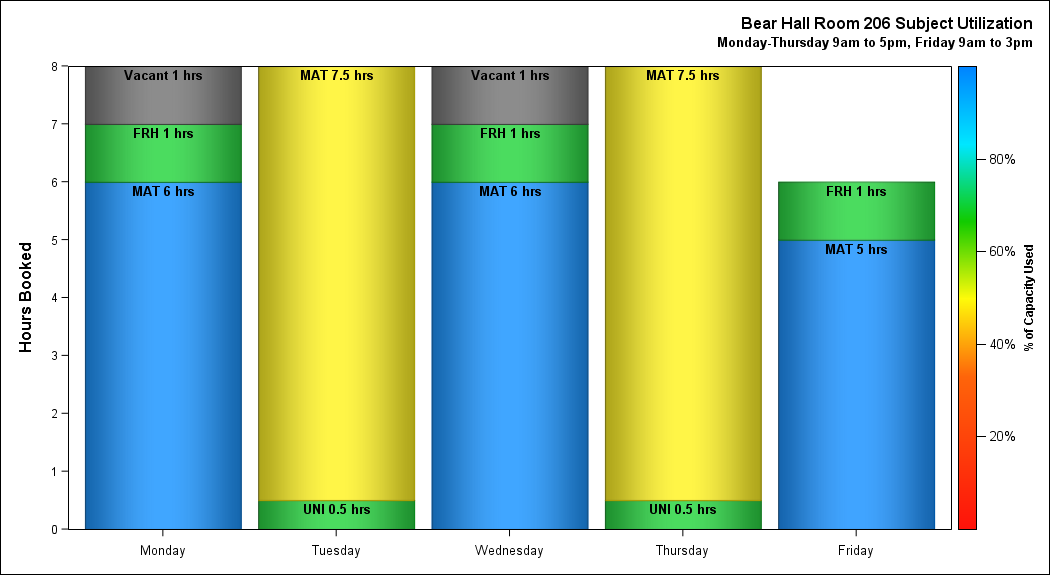 Bear Hall Room 206 Subject Utilization
Monday-Thursday 9am to 5pm, Friday 9am to 3pm
Hours Booked
8
7
6
5
4
3
2
1
0
Vacant 1 hrs
FRH 1 hrs
MAT 6 hrs
MAT 7.5 hrs
UNI 0.5 hrs
Vacant 1 hrs
FRH 1 hrs
MAT 6 hrs
MAT 7.5 hrs
UNI 0.5 hrs
FRH 1 hrs
MAT 5 hrs
Monday
Tuesday
Wednesday
Thursday
Friday
80%
60%
40%
20%
% of Capacity Used